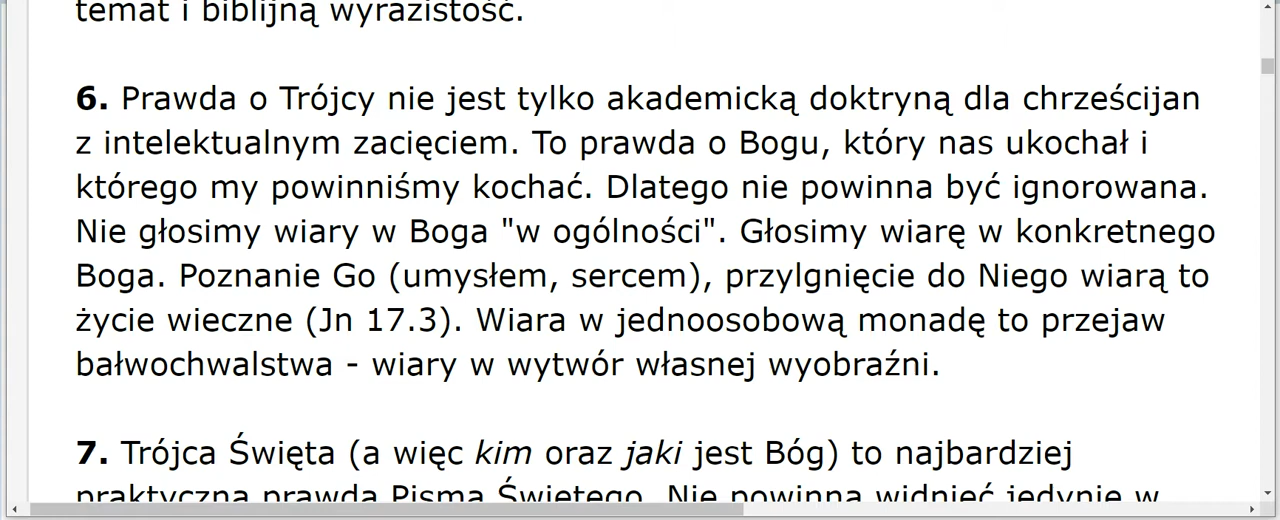 temat i biblijną wyrazistość.
6. Prawda o Trójcy nie jest tylko akademicką doktryną dla chrześcijan
z intelektualnym zacięciem. To prawda o Bogu, który nas ukochał i
którego my powinniśmy kochać. Dlatego nie powinna być ignorowana.
Nie głosimy wiary w Boga "w ogólności". Głosimy wiarę w konkretnego
Boga. Poznanie Go (umysłem, sercem), przylgnięcie do Niego wiarą to
życie wieczne (Jn 17.3). Wiara w jednoosobową monadę to przejaw
bałwochwalstwa - wiary w wytwór własnej wyobraźni.
7. Trójca Święta (a więc kim oraz jaki jest Bóg) to najbardziej
praktyczna prawda Pisma Świętego. Nie powinna widnieć jedynie w